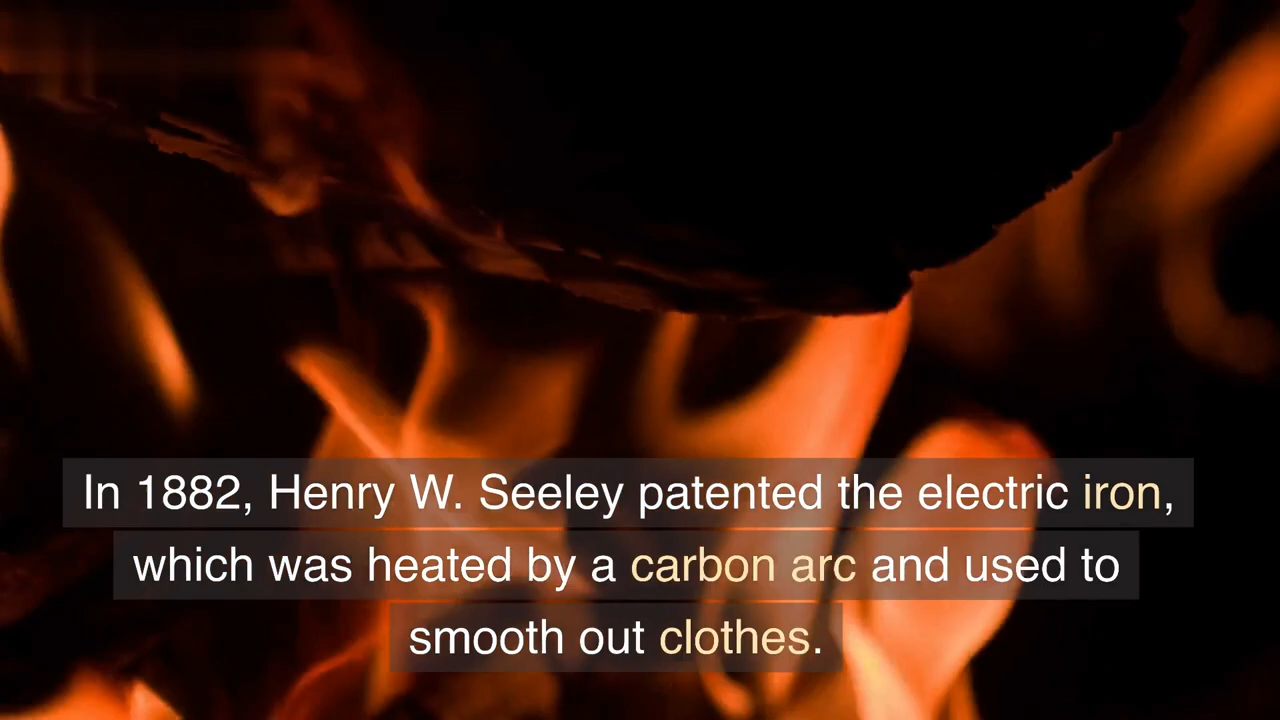 In 1882, Henry W. Seeley patented the electric iron,
which was heated by a carbon arc and used to
smooth out clothes.